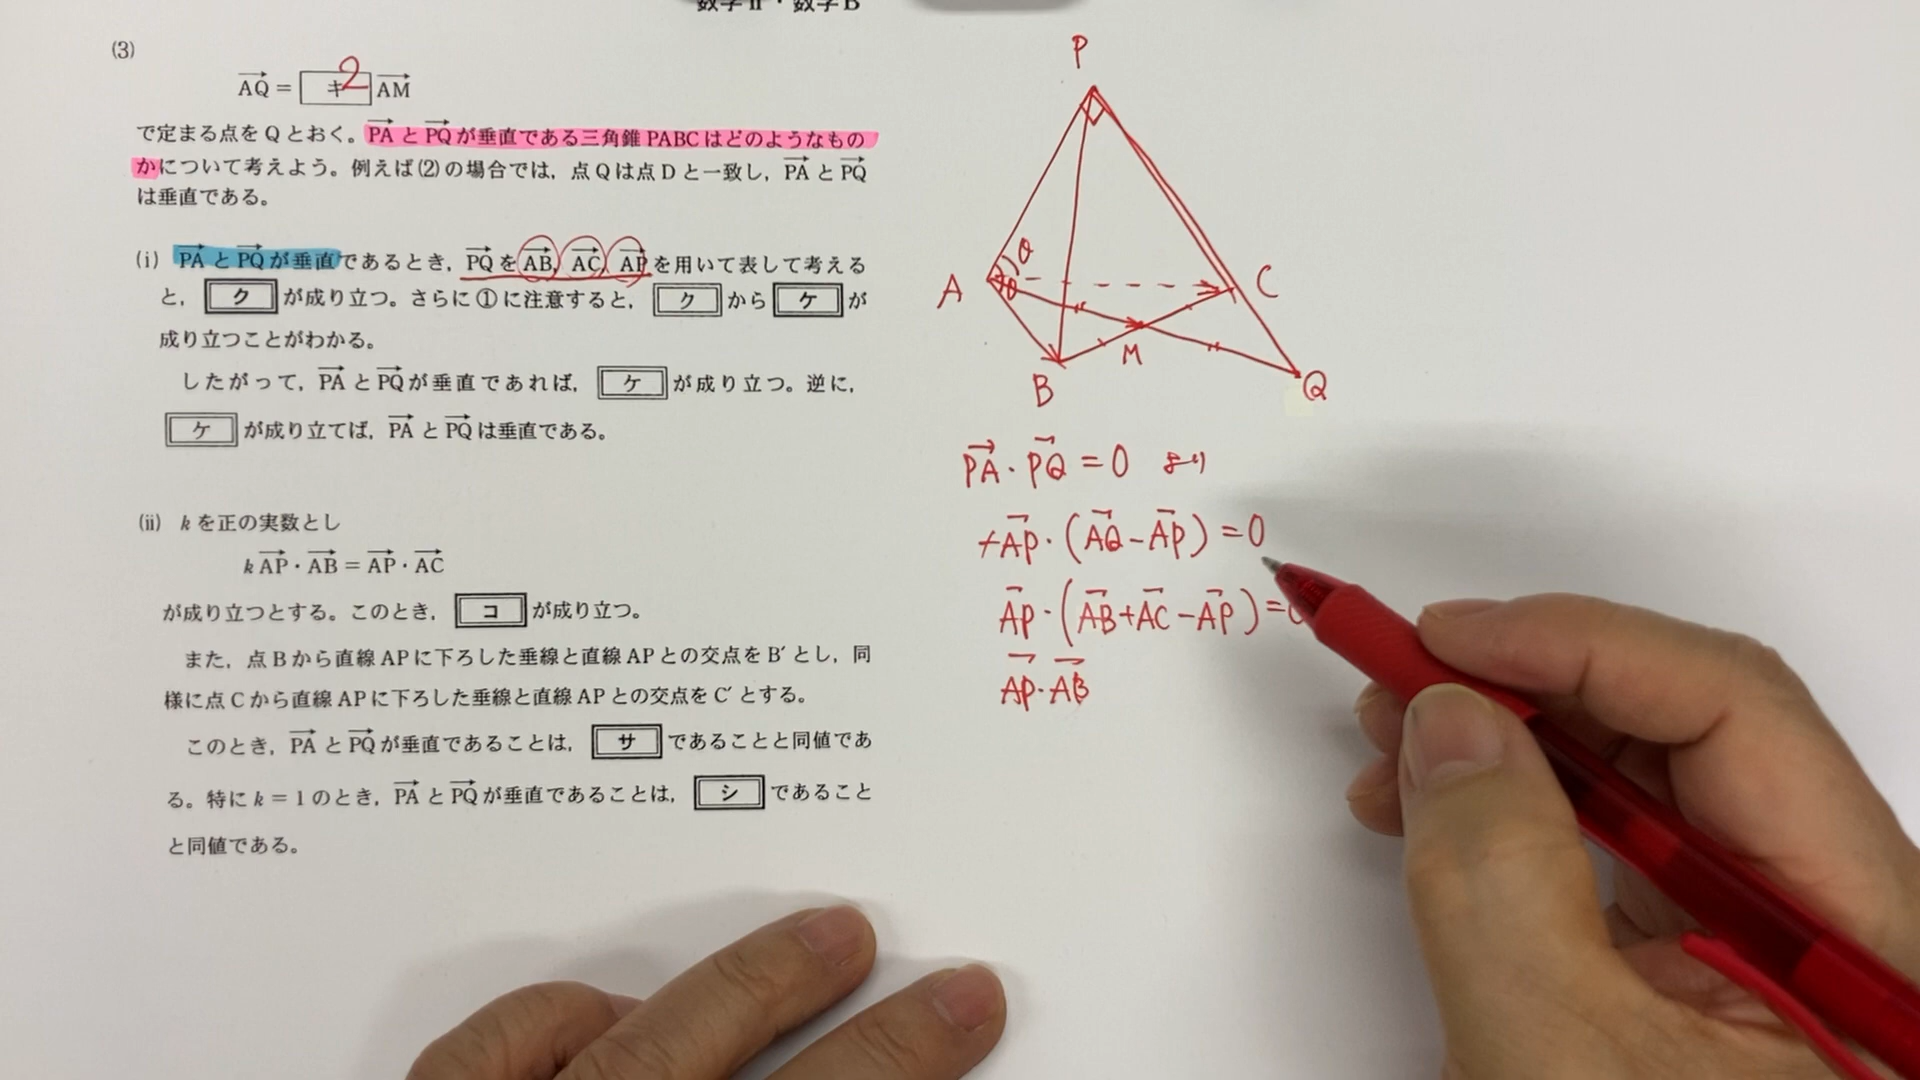 数学Ⅱ・数学B
(3)
AQ = キ 2 AM
で定まる点をQとおく。PAとPQが垂直である三角錐PABCはどのようなもの
かについて考えよう。例えば(2)の場合では，点Qは点Dと一致し，PAとPQ
は垂直である。
(i) PAとPQが垂直であるとき，PQをAB，AC，APを用いて表して考える
と，ク が成り立つ。さらに①に注意すると，ク から ケ が
成り立つことがわかる。
したがって，PAとPQが垂直であれば，ケ が成り立つ。逆に，
ケ が成り立てば，PAとPQは垂直である。
(ii) kを正の実数とし
kAP・AB = AP・AC
が成り立つとする。このとき，コ が成り立つ。
また，点Bから直線APに下ろした垂線と直線APとの交点をB′とし，同
様に点Cから直線APに下ろした垂線と直線APとの交点をC′とする。
このとき，PAとPQが垂直であることは，サ であることと同値であ
る。特にk＝1のとき，PAとPQが垂直であることは，シ であること
と同値である。
P
θ
A
θ
C
M
B
Q
PA・PQ = 0 より
+AP・(AQ−AP) = 0
AP・(AB+AC−AP) = 0
AP・AB